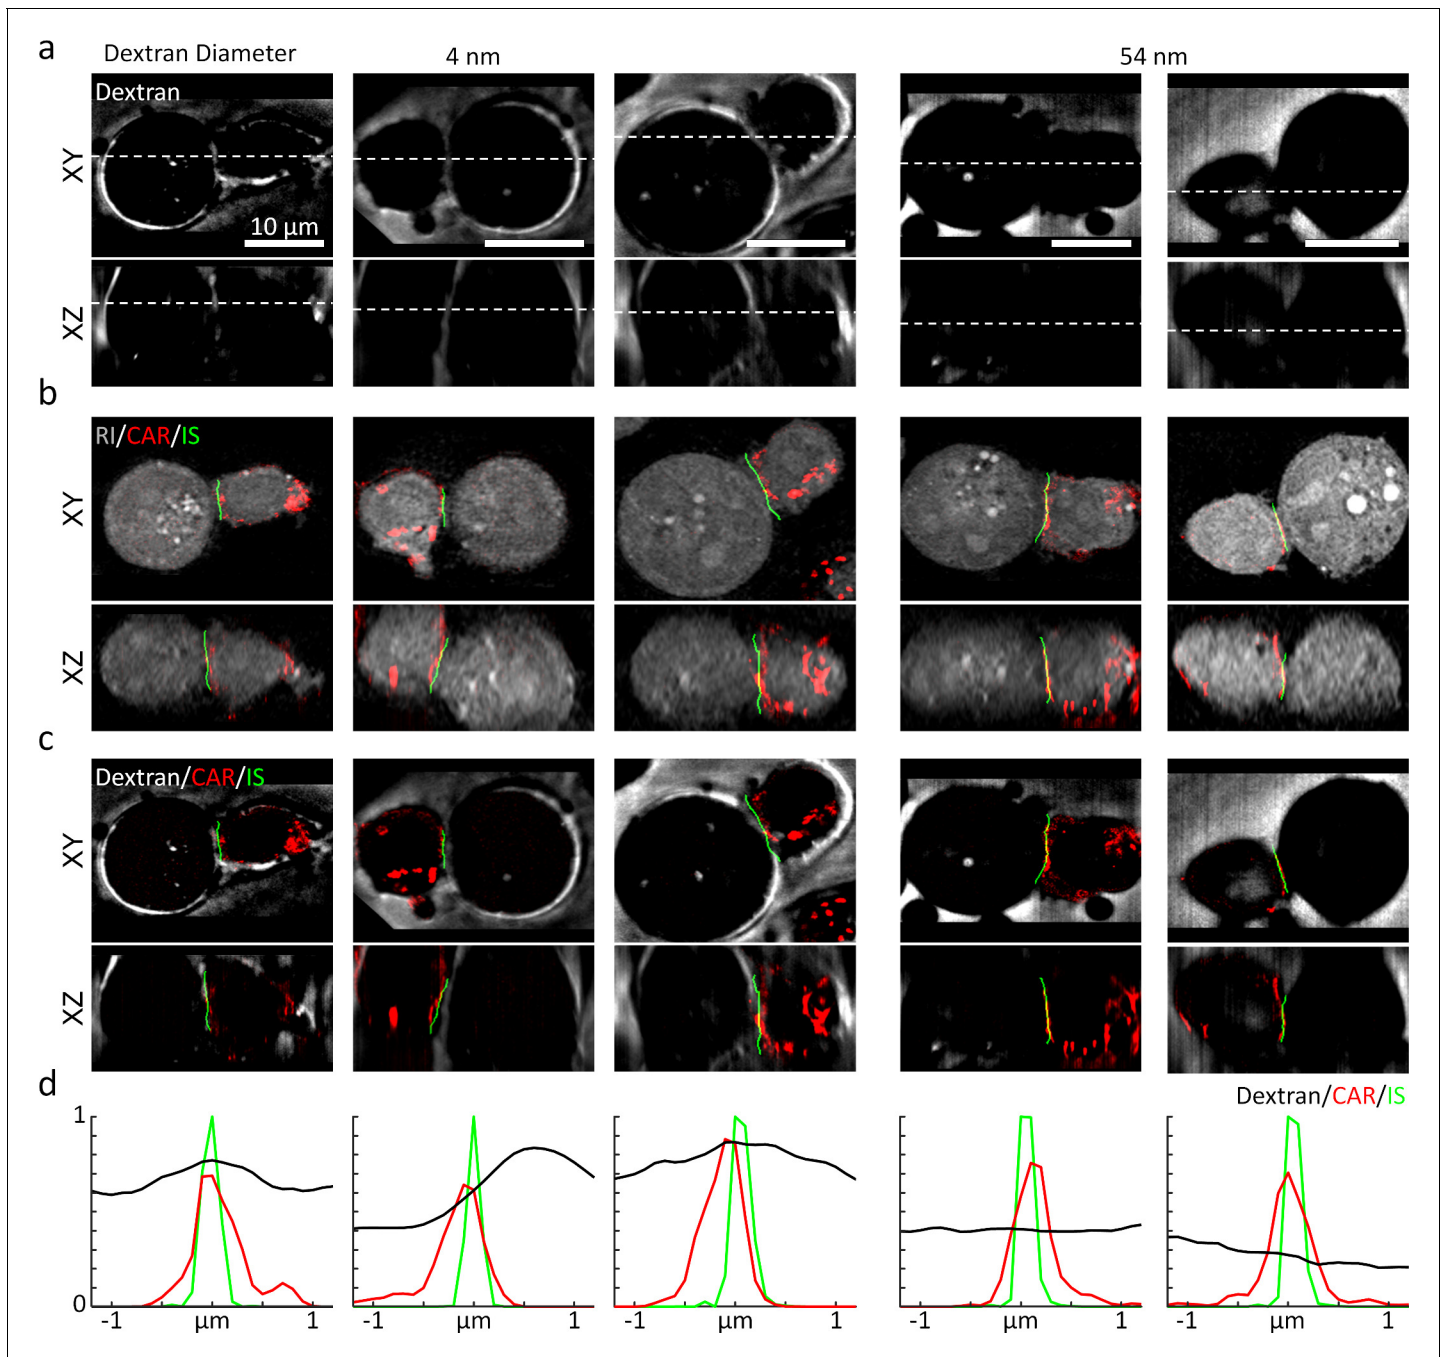 a
Dextran Diameter
4 nm
54 nm
Dextran
XY
10 µm
XZ
b
RI/CAR/IS
XY
XZ
c
Dextran/CAR/IS
XY
XZ
d
Dextran/CAR/IS
1
0
-1 µm 1
-1 µm 1
-1 µm 1
-1 µm 1
-1 µm 1